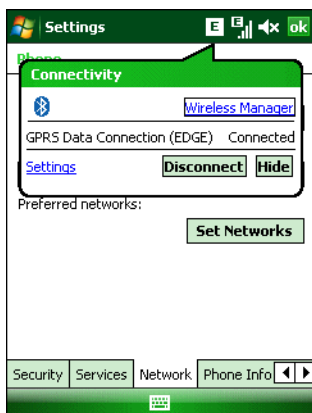 Settings
E E ok
Phone
Connectivity
Wireless Manager
GPRS Data Connection (EDGE) Connected
Settings Disconnect Hide
Preferred networks:
Set Networks
Security Services Network Phone Info